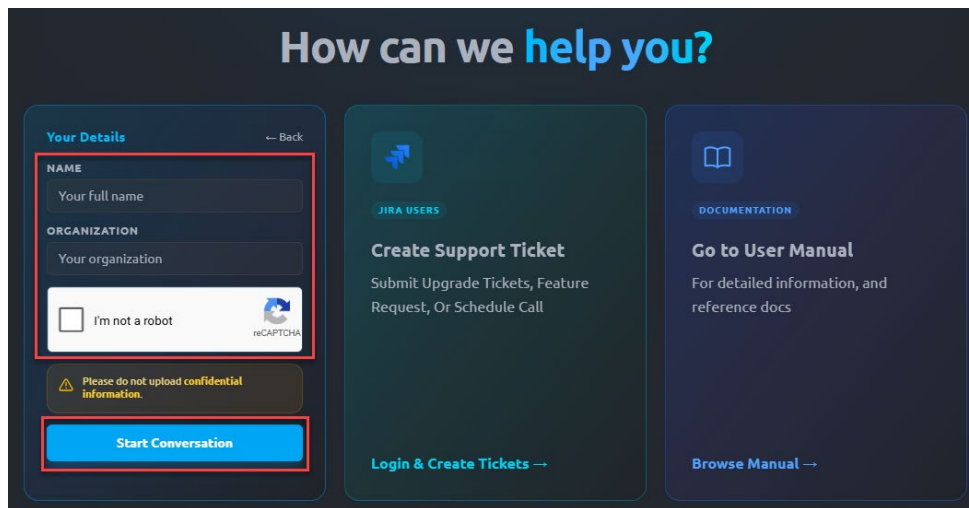 How can we help you?
Your Details
← Back
NAME
Your full name
ORGANIZATION
Your organization
I'm not a robot
reCAPTCHA
Please do not upload confidential
information.
Start Conversation
JIRA USERS
Create Support Ticket
Submit Upgrade Tickets, Feature
Request, Or Schedule Call
Login & Create Tickets →
DOCUMENTATION
Go to User Manual
For detailed information, and
reference docs
Browse Manual →